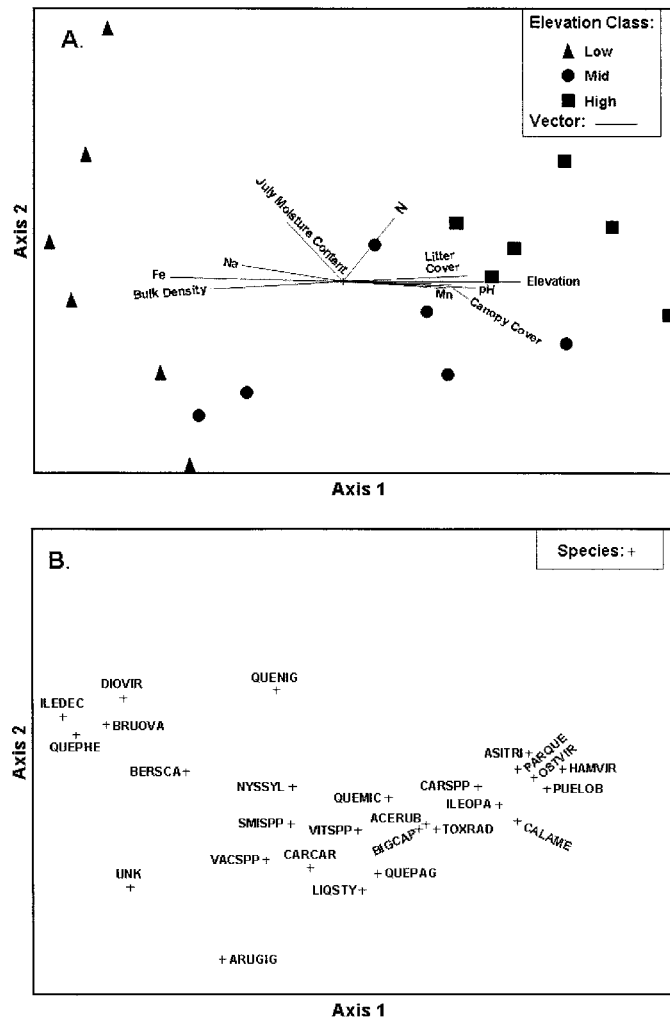 A.
Elevation Class:
Low
Mid
High
Vector:
Axis 2
July Moisture Content
N
Na
Fe
Bulk Density
Litter
Cover
Elevation
pH
Mn
Canopy Cover
Axis 1
B.
Species: +
Axis 2
QUENIG
DIOVIR
ILEDEC
BRUOVA
QUEPHE
BERSCA
ASITRI
PARQUE
OSTVIR
HAMVIR
PUELOB
NYSSYL
QUEMIC
CARSPP
ILEOPA
SMISPP
VITSPP
ACERUB
BIGCAP
TOXRAD
CALAME
VACSPP
CARCAR
UNK
LIQSTY
QUEPAG
ARUGIG
Axis 1